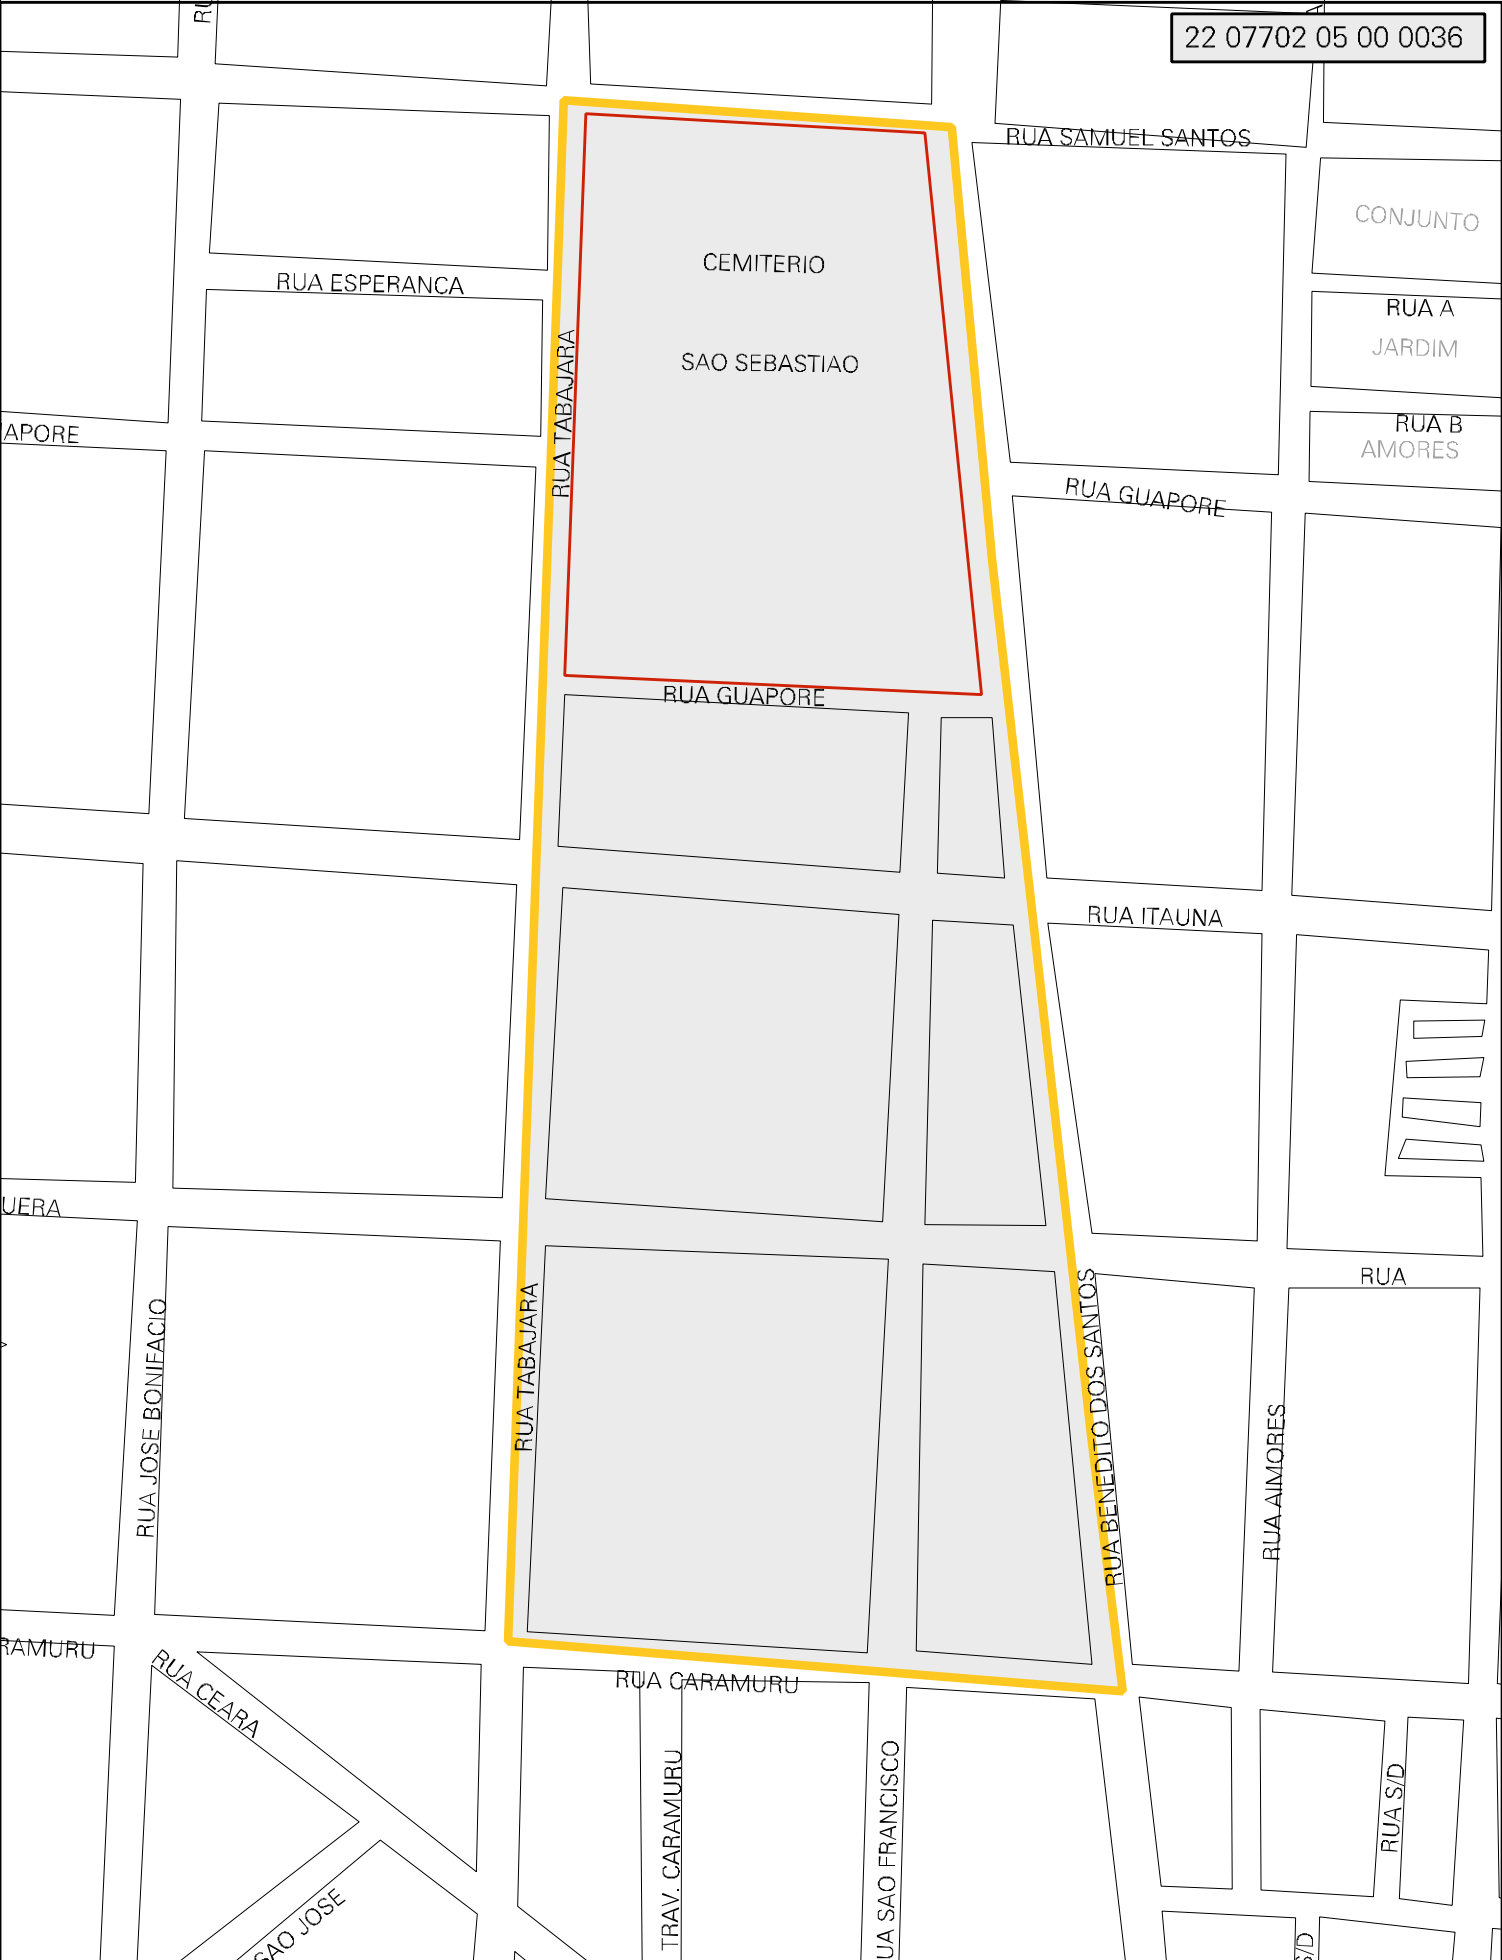 22 07702 05 00 0036
RUA SAMUEL SANTOS
CONJUNTO
CEMITERIO
RUA ESPERANCA
RUA A
JARDIM
SAO SEBASTIAO
RUA TABAJARA
RUA B
APORE
AMORES
RUA GUAPORE
RUA GUAPORE
RUA ITAUNA
UERA
RUA
RUA JOSE BONIFACIO
RUA TABAJARA
RUA BENEDITO DOS SANTOS
RUA AIMORES
RAMURU
RUA CEARA
RUA CARAMURU
TRAV. CARAMURU
UA SAO FRANCISCO
RUA S/D
SAO JOSE
S/D